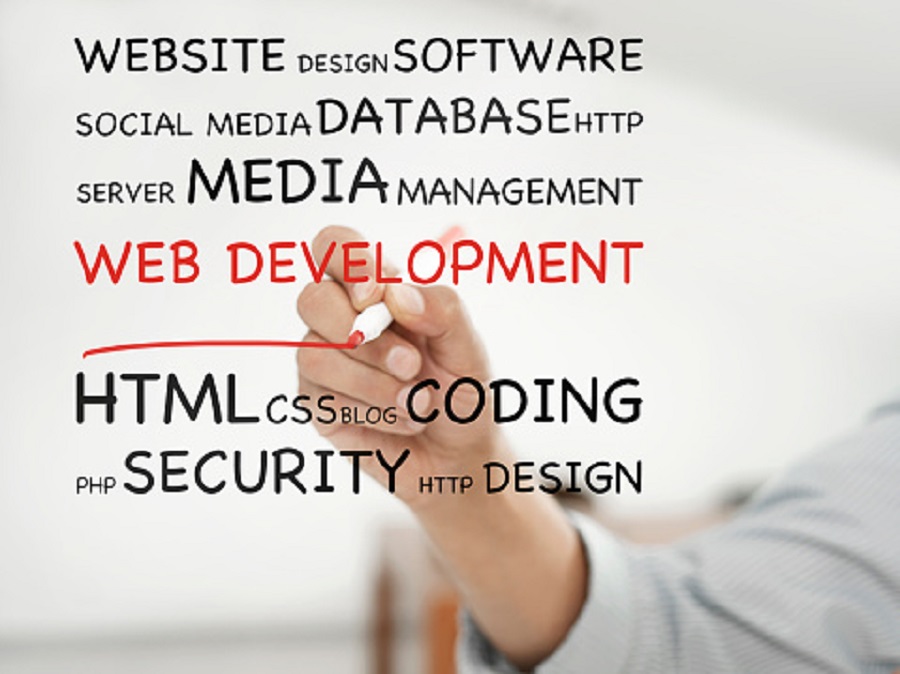 WEBSITE DESIGN SOFTWARE
SOCIAL MEDIA DATABASE HTTP
SERVER MEDIA MANAGEMENT
WEB DEVELOPMENT
HTML CSS BLOG CODING
PHP SECURITY HTTP DESIGN